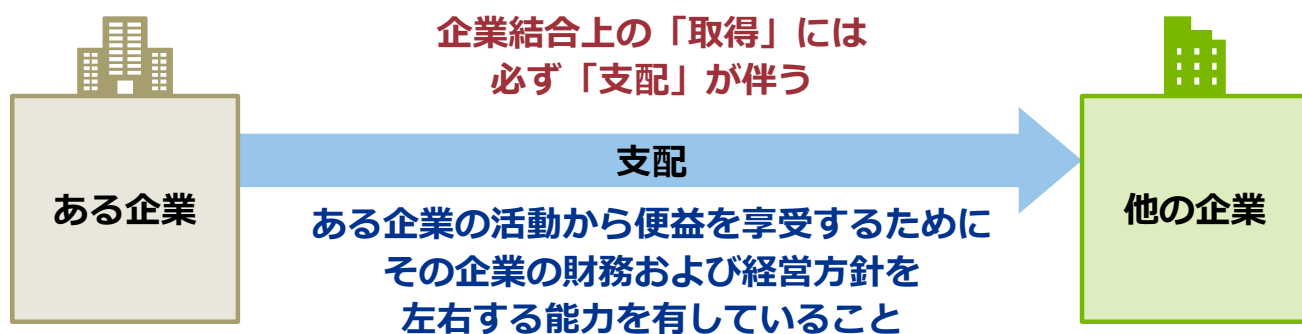 企業結合上の「取得」には
必ず「支配」が伴う
支配
ある企業
他の企業
ある企業の活動から便益を享受するために
その企業の財務および経営方針を
左右する能力を有していること